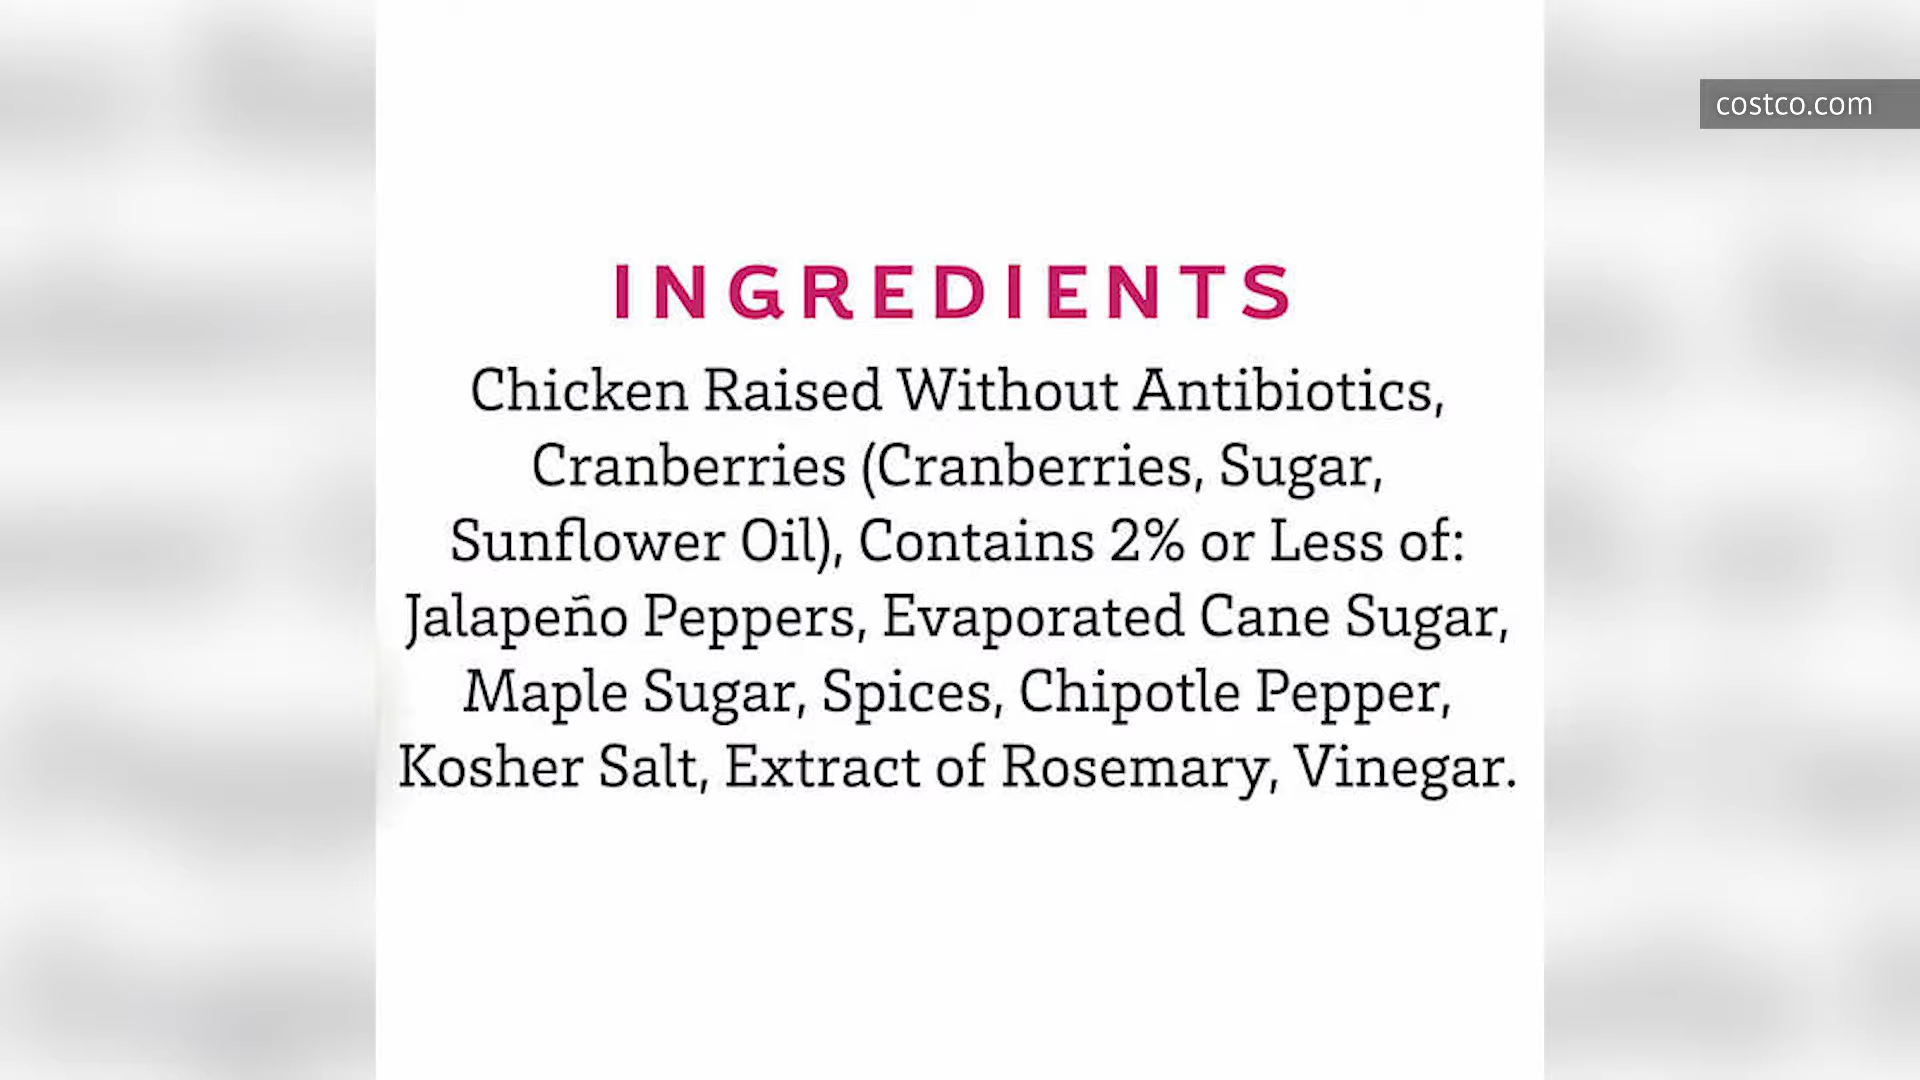 costco.com
INGREDIENTS
Chicken Raised Without Antibiotics,
Cranberries (Cranberries, Sugar,
Sunflower Oil), Contains 2% or Less of:
Jalapeño Peppers, Evaporated Cane Sugar,
Maple Sugar, Spices, Chipotle Pepper,
Kosher Salt, Extract of Rosemary, Vinegar.